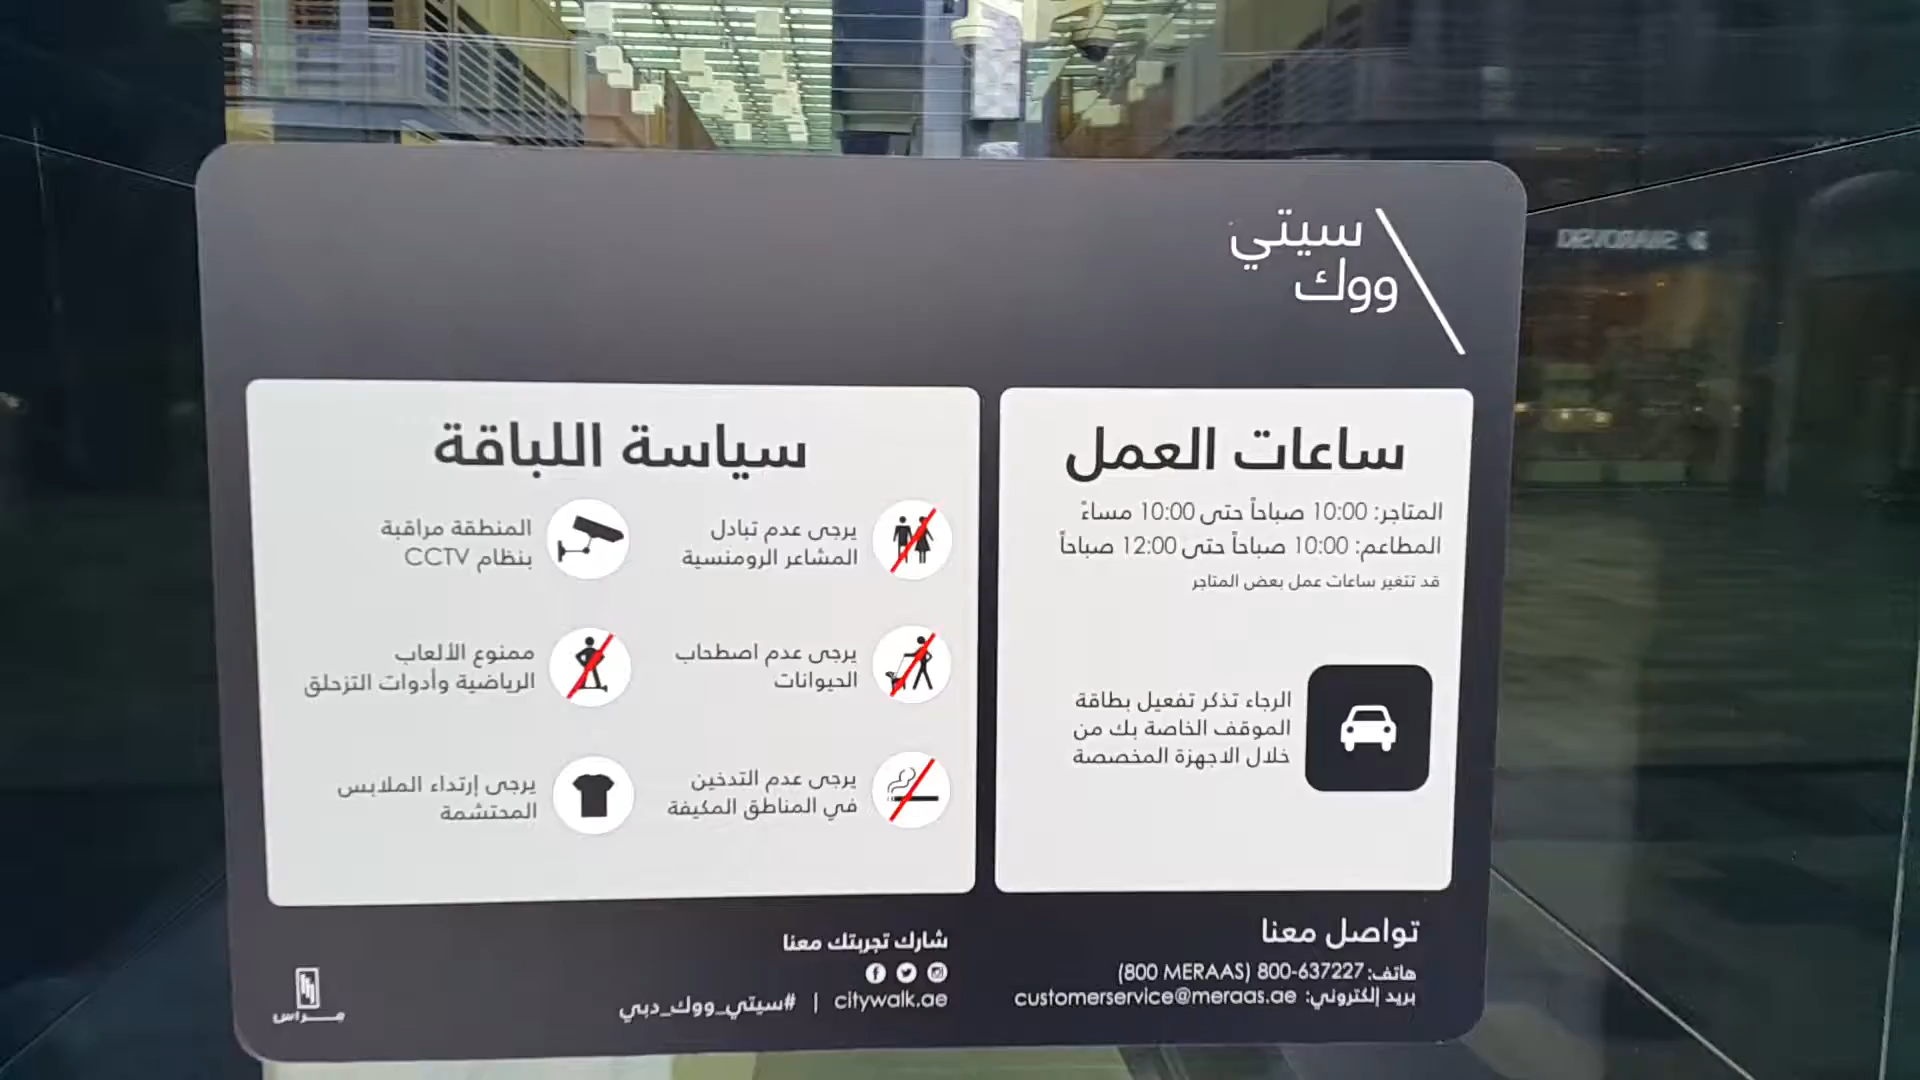 سيتي
ووك
ساعات العمل
المتاجر: 10:00 صباحاً حتى 10:00 مساءً
المطاعم: 10:00 صباحاً حتى 12:00 صباحاً
قد تتغير ساعات عمل بعض المتاجر
الرجاء تذكر تفعيل بطاقة
الموقف الخاصة بك من
خلال الاجهزة المخصصة
سياسة اللباقة
يرجى عدم تبادل
المشاعر الرومنسية
المنطقة مراقبة
بنظام CCTV
يرجى عدم اصطحاب
الحيوانات
ممنوع الألعاب
الرياضية وأدوات التزحلق
يرجى عدم التدخين
في المناطق المكيفة
يرجى إرتداء الملابس
المحتشمة
تواصل معنا
هاتف: 800-637227 (800 MERAAS)
بريد إلكتروني: customerservice@meraas.ae
شارك تجربتك معنا
citywalk.ae | #سيتي_ووك_دبي
مراس
SWAROVSKI